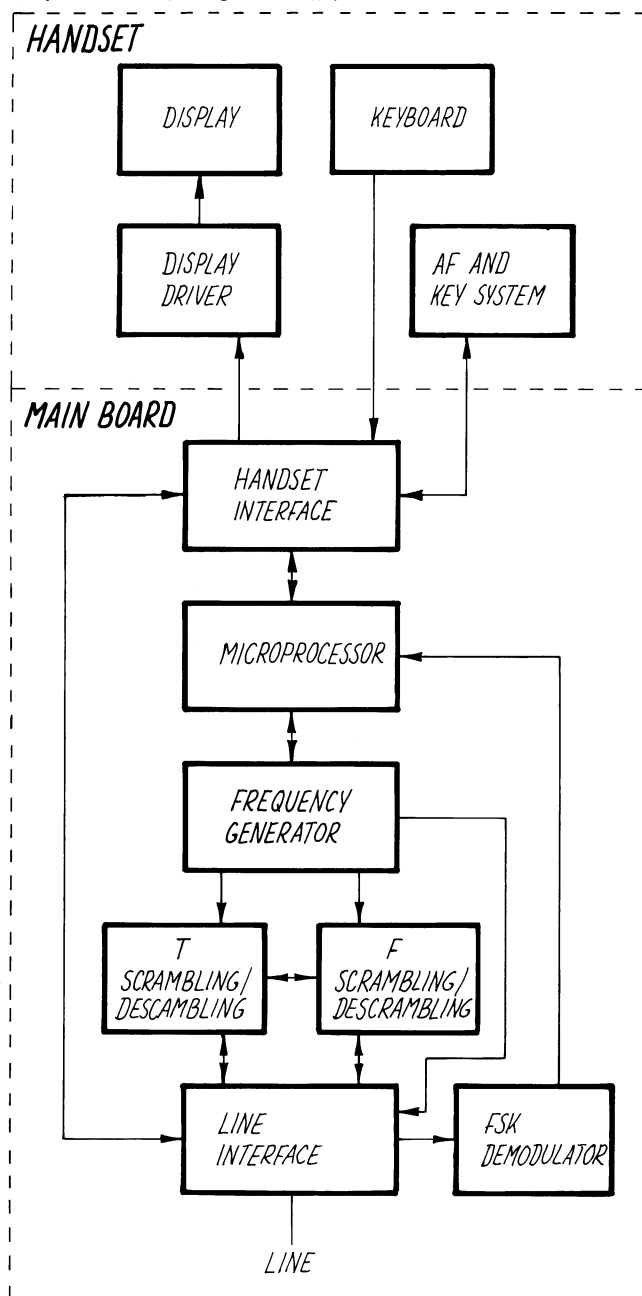 HANDSET
DISPLAY
KEYBOARD
DISPLAY
DRIVER
AF AND
KEY SYSTEM
MAIN BOARD
HANDSET
INTERFACE
MICROPROCESSOR
FREQUENCY
GENERATOR
T
SCRAMBLING/
DESCAMBLING
F
SCRAMBLING/
DESCRAMBLING
LINE
INTERFACE
FSK
DEMODULATOR
LINE